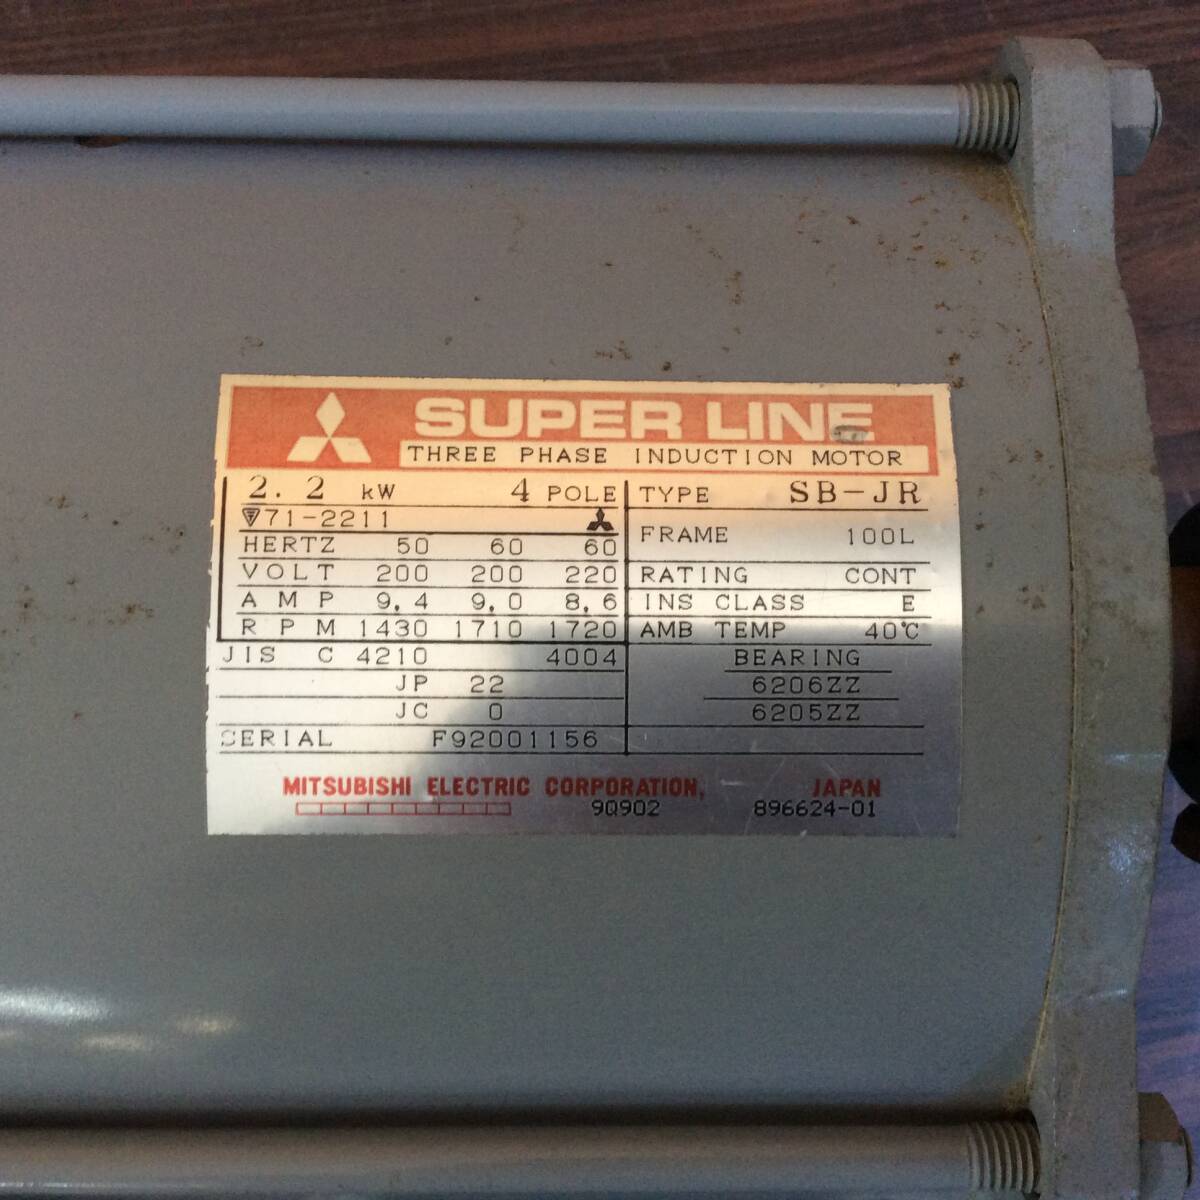 SUPER LINE
THREE PHASE INDUCTION MOTOR
2.2 kW 4 POLE
71-2211
HERTZ 50 60 60
VOLT 200 200 220
AMP 9.4 9.0 8.6
RPM 1430 1710 1720
JIS C 4210 4004
JP 22
JC 0
SERIAL F92001156
TYPE SB-JR
FRAME 100L
RATING CONT
INS CLASS E
AMB TEMP 40℃
BEARING
6206ZZ
6205ZZ
MITSUBISHI ELECTRIC CORPORATION, JAPAN
9Q902 896624-01